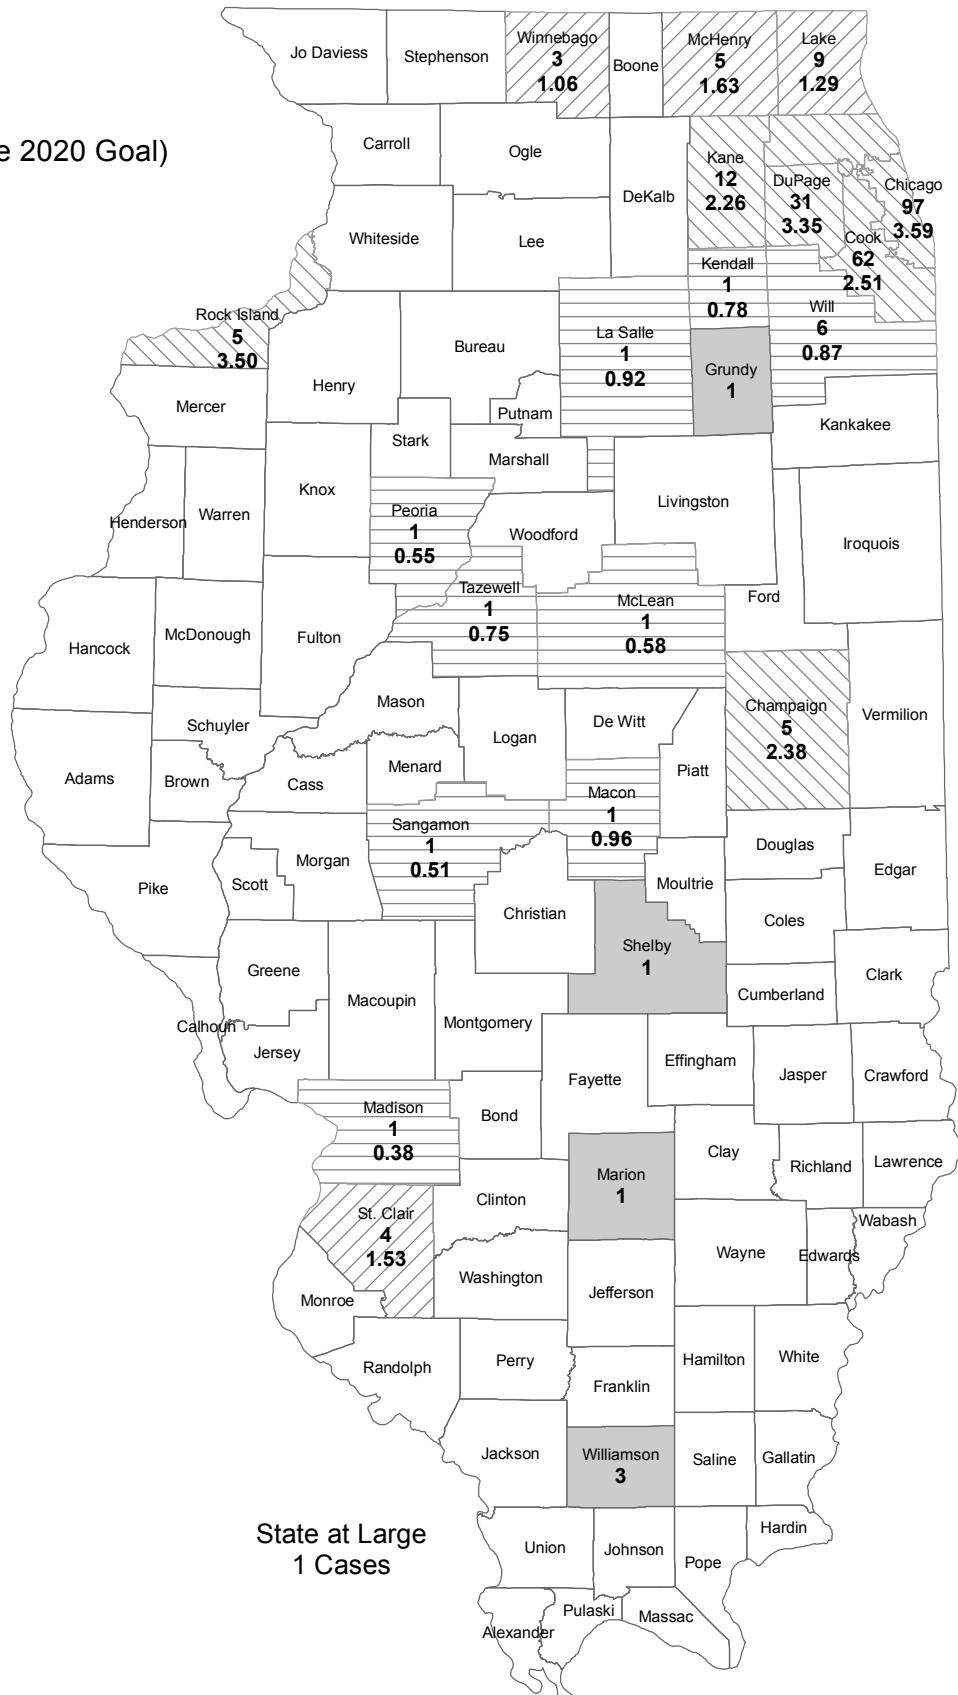 Jo Daviess
Stephenson
Winnebago
3
1.06
Boone
McHenry
5
1.63
Lake
9
1.29
e 2020 Goal)
Carroll
Ogle
DeKalb
Kane
12
2.26
DuPage
31
3.35
Chicago
97
3.59
Cook
62
2.51
Whiteside
Lee
Kendall
1
0.78
Will
6
0.87
Rock Island
5
3.50
La Salle
1
0.92
Grundy
1
Bureau
Henry
Mercer
Putnam
Kankakee
Stark
Marshall
Knox
Henderson
Warren
Peoria
1
0.55
Livingston
Woodford
Iroquois
Tazewell
1
0.75
McLean
1
0.58
Ford
Hancock
McDonough
Fulton
Mason
Champaign
5
2.38
Vermilion
Schuyler
Logan
De Witt
Adams
Brown
Cass
Menard
Piatt
Macon
1
0.96
Sangamon
1
0.51
Douglas
Edgar
Pike
Scott
Morgan
Moultrie
Christian
Coles
Shelby
1
Greene
Clark
Macoupin
Cumberland
Montgomery
Calhoun
Jersey
Fayette
Effingham
Jasper
Crawford
Madison
1
0.38
Bond
Clay
Richland
Lawrence
Marion
1
Clinton
St. Clair
4
1.53
Wabash
Wayne
Edwards
Washington
Jefferson
Monroe
Randolph
Perry
Hamilton
White
Franklin
Jackson
Williamson
3
Saline
Gallatin
State at Large
1 Cases
Union
Johnson
Pope
Hardin
Alexander
Pulaski
Massac